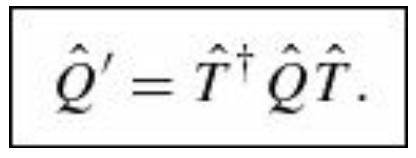 Q̂′ = T̂†Q̂T̂.